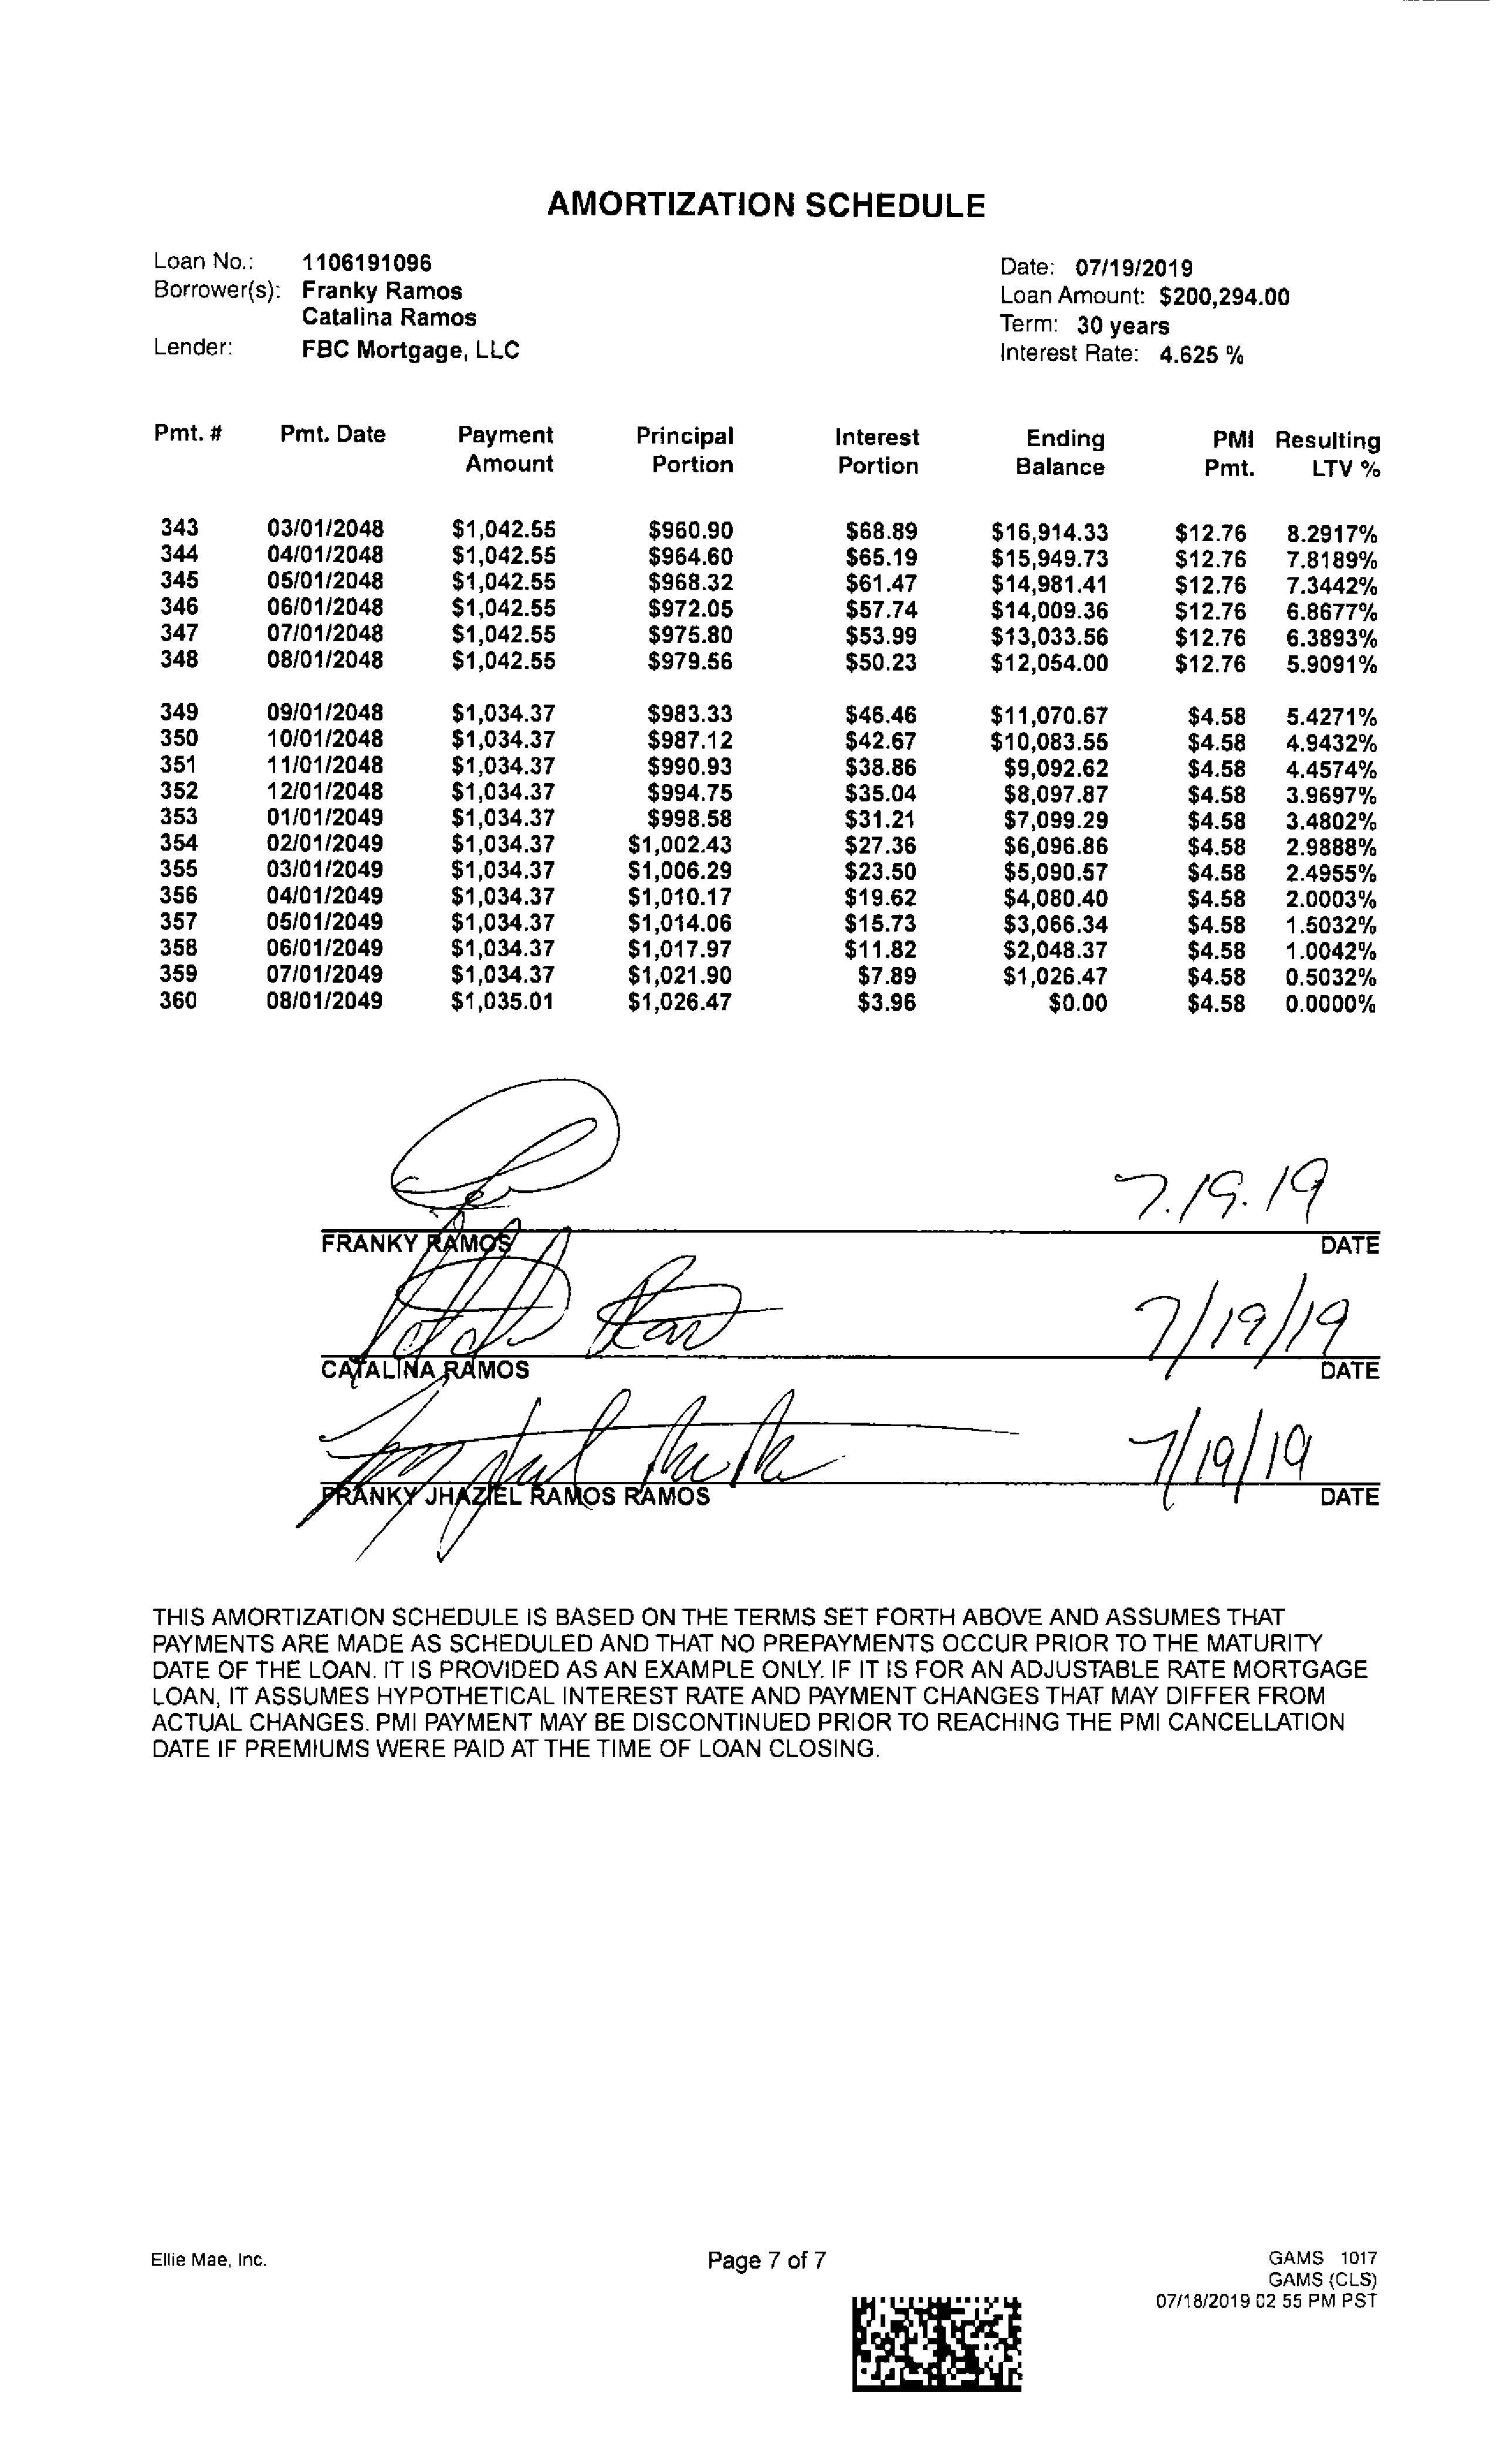 AMORTIZATION SCHEDULE
Loan No.: 1106191096
Date: 07/19/2019
Borrower(s): Franky Ramos
Loan Amount: $200,294.00
Catalina Ramos
Term: 30 years
Lender: FBC Mortgage, LLC
Interest Rate: 4.625 %
Pmt. # Pmt. Date Payment Principal Interest Ending PMI Resulting
Amount Portion Portion Balance Pmt. LTV %
343 03/01/2048 $1,042.55 $960.90 $68.89 $16,914.33 $12.76 8.2917%
344 04/01/2048 $1,042.55 $964.60 $65.19 $15,949.73 $12.76 7.8189%
345 05/01/2048 $1,042.55 $968.32 $61.47 $14,981.41 $12.76 7.3442%
346 06/01/2048 $1,042.55 $972.05 $57.74 $14,009.36 $12.76 6.8677%
347 07/01/2048 $1,042.55 $975.80 $53.99 $13,033.56 $12.76 6.3893%
348 08/01/2048 $1,042.55 $979.56 $50.23 $12,054.00 $12.76 5.9091%
349 09/01/2048 $1,034.37 $983.33 $46.46 $11,070.67 $4.58 5.4271%
350 10/01/2048 $1,034.37 $987.12 $42.67 $10,083.55 $4.58 4.9432%
351 11/01/2048 $1,034.37 $990.93 $38.86 $9,092.62 $4.58 4.4574%
352 12/01/2048 $1,034.37 $994.75 $35.04 $8,097.87 $4.58 3.9697%
353 01/01/2049 $1,034.37 $998.58 $31.21 $7,099.29 $4.58 3.4802%
354 02/01/2049 $1,034.37 $1,002.43 $27.36 $6,096.86 $4.58 2.9888%
355 03/01/2049 $1,034.37 $1,006.29 $23.50 $5,090.57 $4.58 2.4955%
356 04/01/2049 $1,034.37 $1,010.17 $19.62 $4,080.40 $4.58 2.0003%
357 05/01/2049 $1,034.37 $1,014.06 $15.73 $3,066.34 $4.58 1.5032%
358 06/01/2049 $1,034.37 $1,017.97 $11.82 $2,048.37 $4.58 1.0042%
359 07/01/2049 $1,034.37 $1,021.90 $7.89 $1,026.47 $4.58 0.5032%
360 08/01/2049 $1,035.01 $1,026.47 $3.96 $0.00 $4.58 0.0000%
7.19.19
FRANKY RAMOS DATE
7/19/19
CATALINA RAMOS DATE
7/19/19
FRANKY JHAZIEL RAMOS RAMOS DATE
THIS AMORTIZATION SCHEDULE IS BASED ON THE TERMS SET FORTH ABOVE AND ASSUMES THAT
PAYMENTS ARE MADE AS SCHEDULED AND THAT NO PREPAYMENTS OCCUR PRIOR TO THE MATURITY
DATE OF THE LOAN. IT IS PROVIDED AS AN EXAMPLE ONLY. IF IT IS FOR AN ADJUSTABLE RATE MORTGAGE
LOAN, IT ASSUMES HYPOTHETICAL INTEREST RATE AND PAYMENT CHANGES THAT MAY DIFFER FROM
ACTUAL CHANGES. PMI PAYMENT MAY BE DISCONTINUED PRIOR TO REACHING THE PMI CANCELLATION
DATE IF PREMIUMS WERE PAID AT THE TIME OF LOAN CLOSING.
Ellie Mae, Inc. Page 7 of 7 GAMS 1017
GAMS (CLS)
07/18/2019 02 55 PM PST